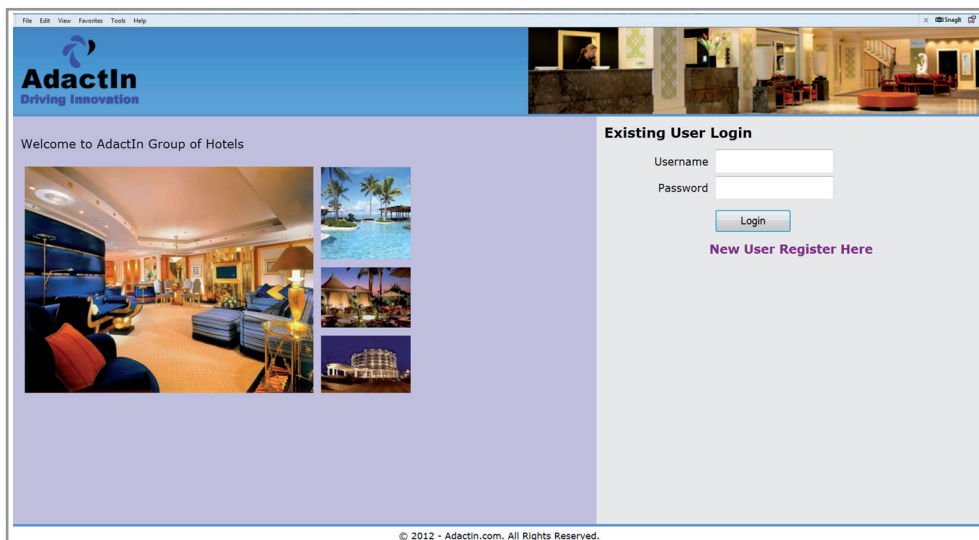 File Edit View Favorites Tools Help
x SnagIt
AdactIn
Driving Innovation
Welcome to AdactIn Group of Hotels
Existing User Login
Username
Password
Login
New User Register Here
© 2012 - Adactin.com. All Rights Reserved.